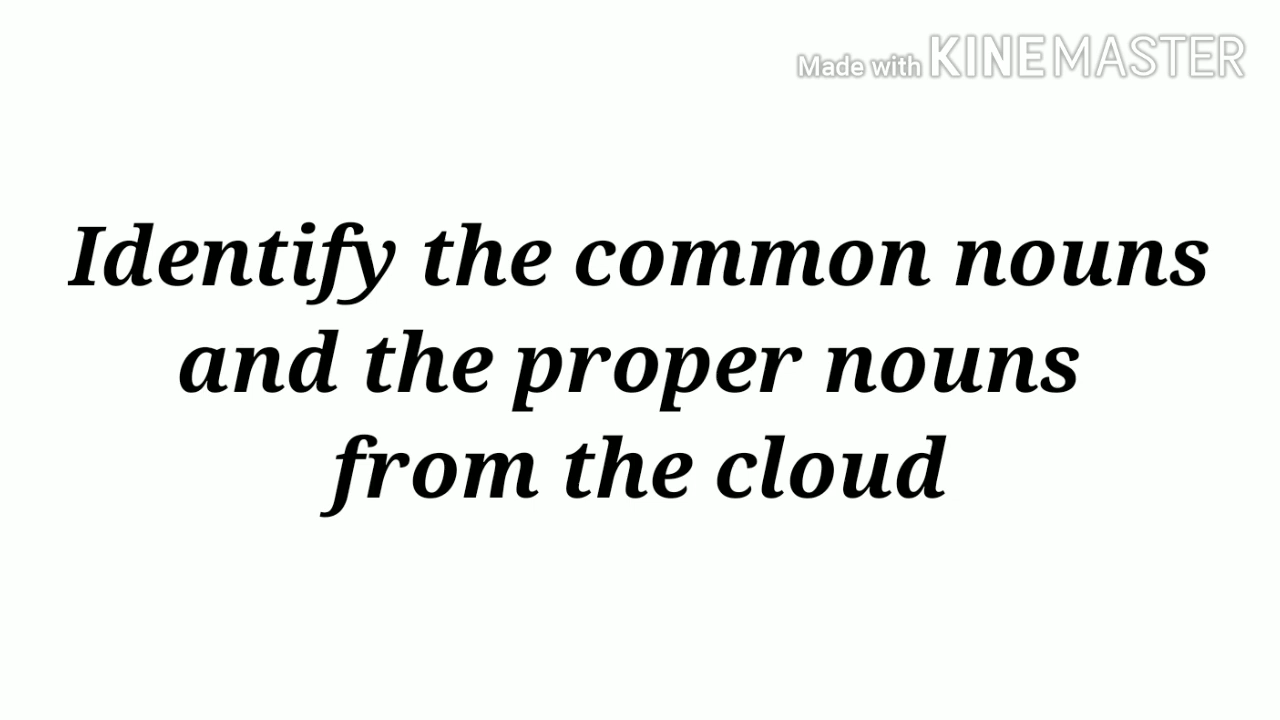 Made with KINEMASTER
Identify the common nouns
and the proper nouns
from the cloud